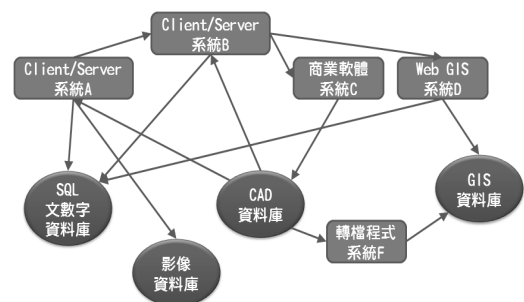 Client/Server
系統B
Client/Server
系統A
商業軟體
系統C
Web GIS
系統D
SQL
文數字
資料庫
CAD
資料庫
GIS
資料庫
轉檔程式
系統F
影像
資料庫